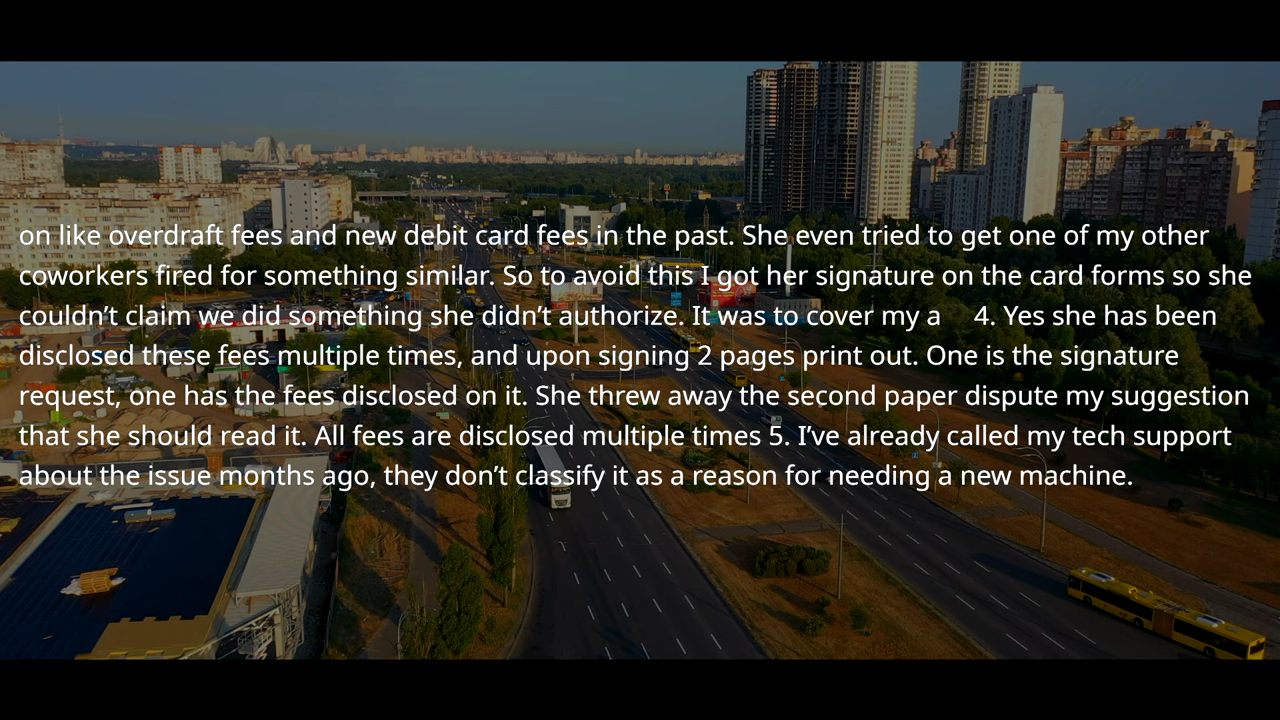 on like overdraft fees and new debit card fees in the past. She even tried to get one of my other
coworkers fired for something similar. So to avoid this I got her signature on the card forms so she
couldn’t claim we did something she didn’t authorize. It was to cover my a 4. Yes she has been
disclosed these fees multiple times, and upon signing 2 pages print out. One is the signature
request, one has the fees disclosed on it. She threw away the second paper dispute my suggestion
that she should read it. All fees are disclosed multiple times 5. I’ve already called my tech support
about the issue months ago, they don’t classify it as a reason for needing a new machine.